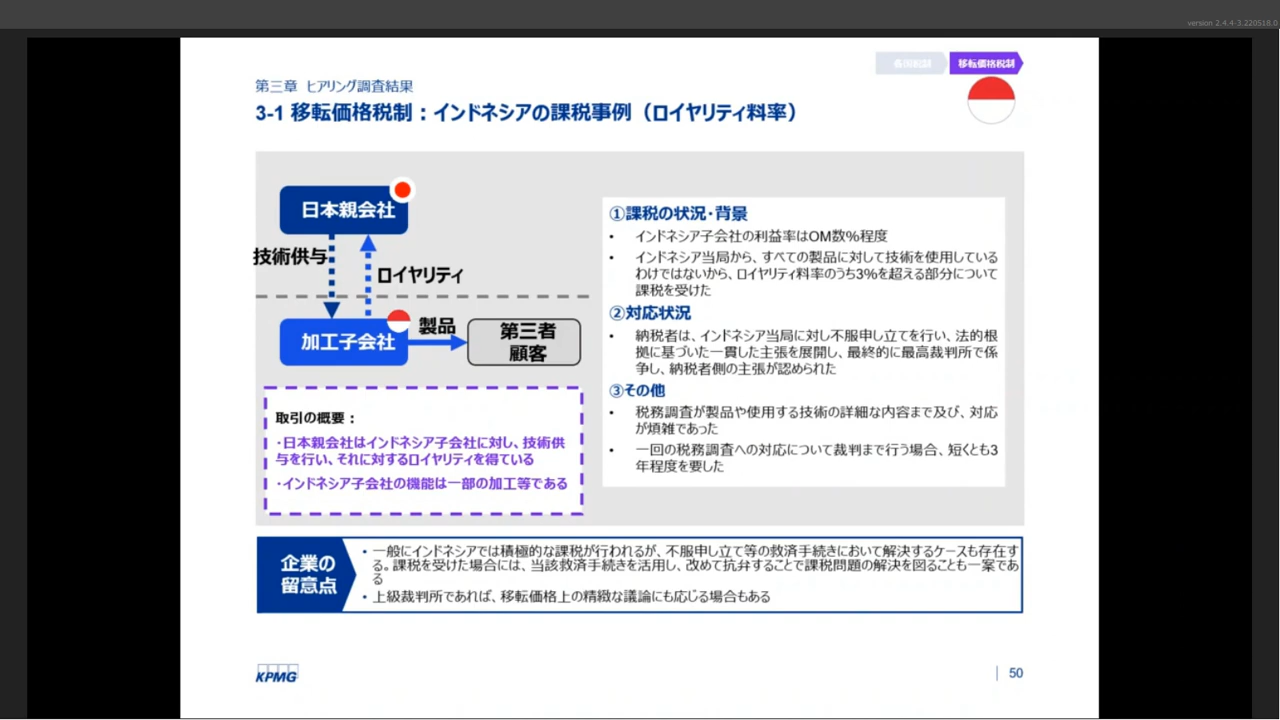 version 2.4.4-3.220518.0
各国税制
移転価格税制
第三章 ヒアリング調査結果
3-1 移転価格税制：インドネシアの課税事例（ロイヤリティ料率）
日本親会社
技術供与
ロイヤリティ
加工子会社
製品
第三者
顧客
取引の概要：
・日本親会社はインドネシア子会社に対し、技術供
与を行い、それに対するロイヤリティを得ている
・インドネシア子会社の機能は一部の加工等である
①課税の状況・背景
• インドネシア子会社の利益率はOM数％程度
• インドネシア当局から、すべての製品に対して技術を使用している
わけではないから、ロイヤリティ料率のうち3％を超える部分について
課税を受けた
②対応状況
• 納税者は、インドネシア当局に対し不服申し立てを行い、法的根
拠に基づいた一貫した主張を展開し、最終的に最高裁判所で係
争し、納税者側の主張が認められた
③その他
• 税務調査が製品や使用する技術の詳細な内容まで及び、対応
が煩雑であった
• 一回の税務調査への対応について裁判まで行う場合、短くとも3
年程度を要した
企業の
留意点
• 一般にインドネシアでは積極的な課税が行われるが、不服申し立て等の救済手続きにおいて解決するケースも存在す
る。課税を受けた場合には、当該救済手続きを活用し、改めて抗弁することで課税問題の解決を図ることも一案であ
る
• 上級裁判所であれば、移転価格上の精緻な議論にも応じる場合もある
KPMG
50